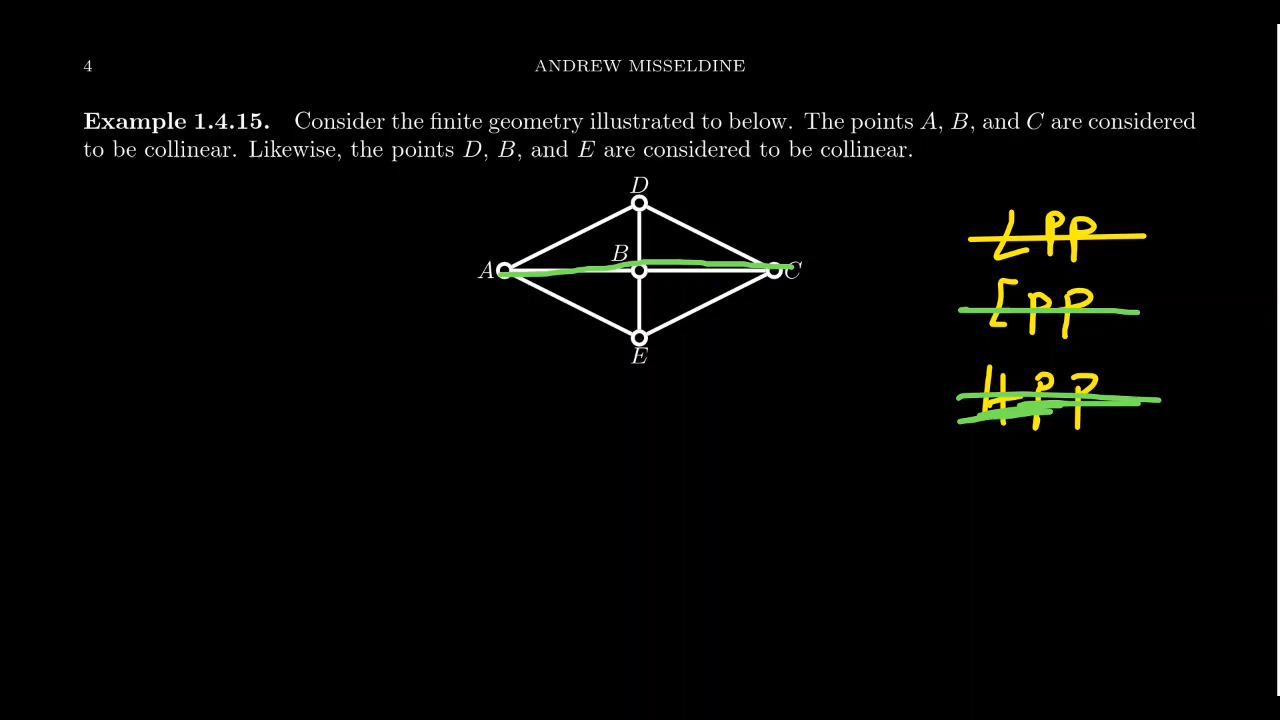 4 ANDREW MISSELDINE
Example 1.4.15. Consider the finite geometry illustrated to below. The points A, B, and C are considered
to be collinear. Likewise, the points D, B, and E are considered to be collinear.
D
B
A C
E
LPP
EPP
HPP